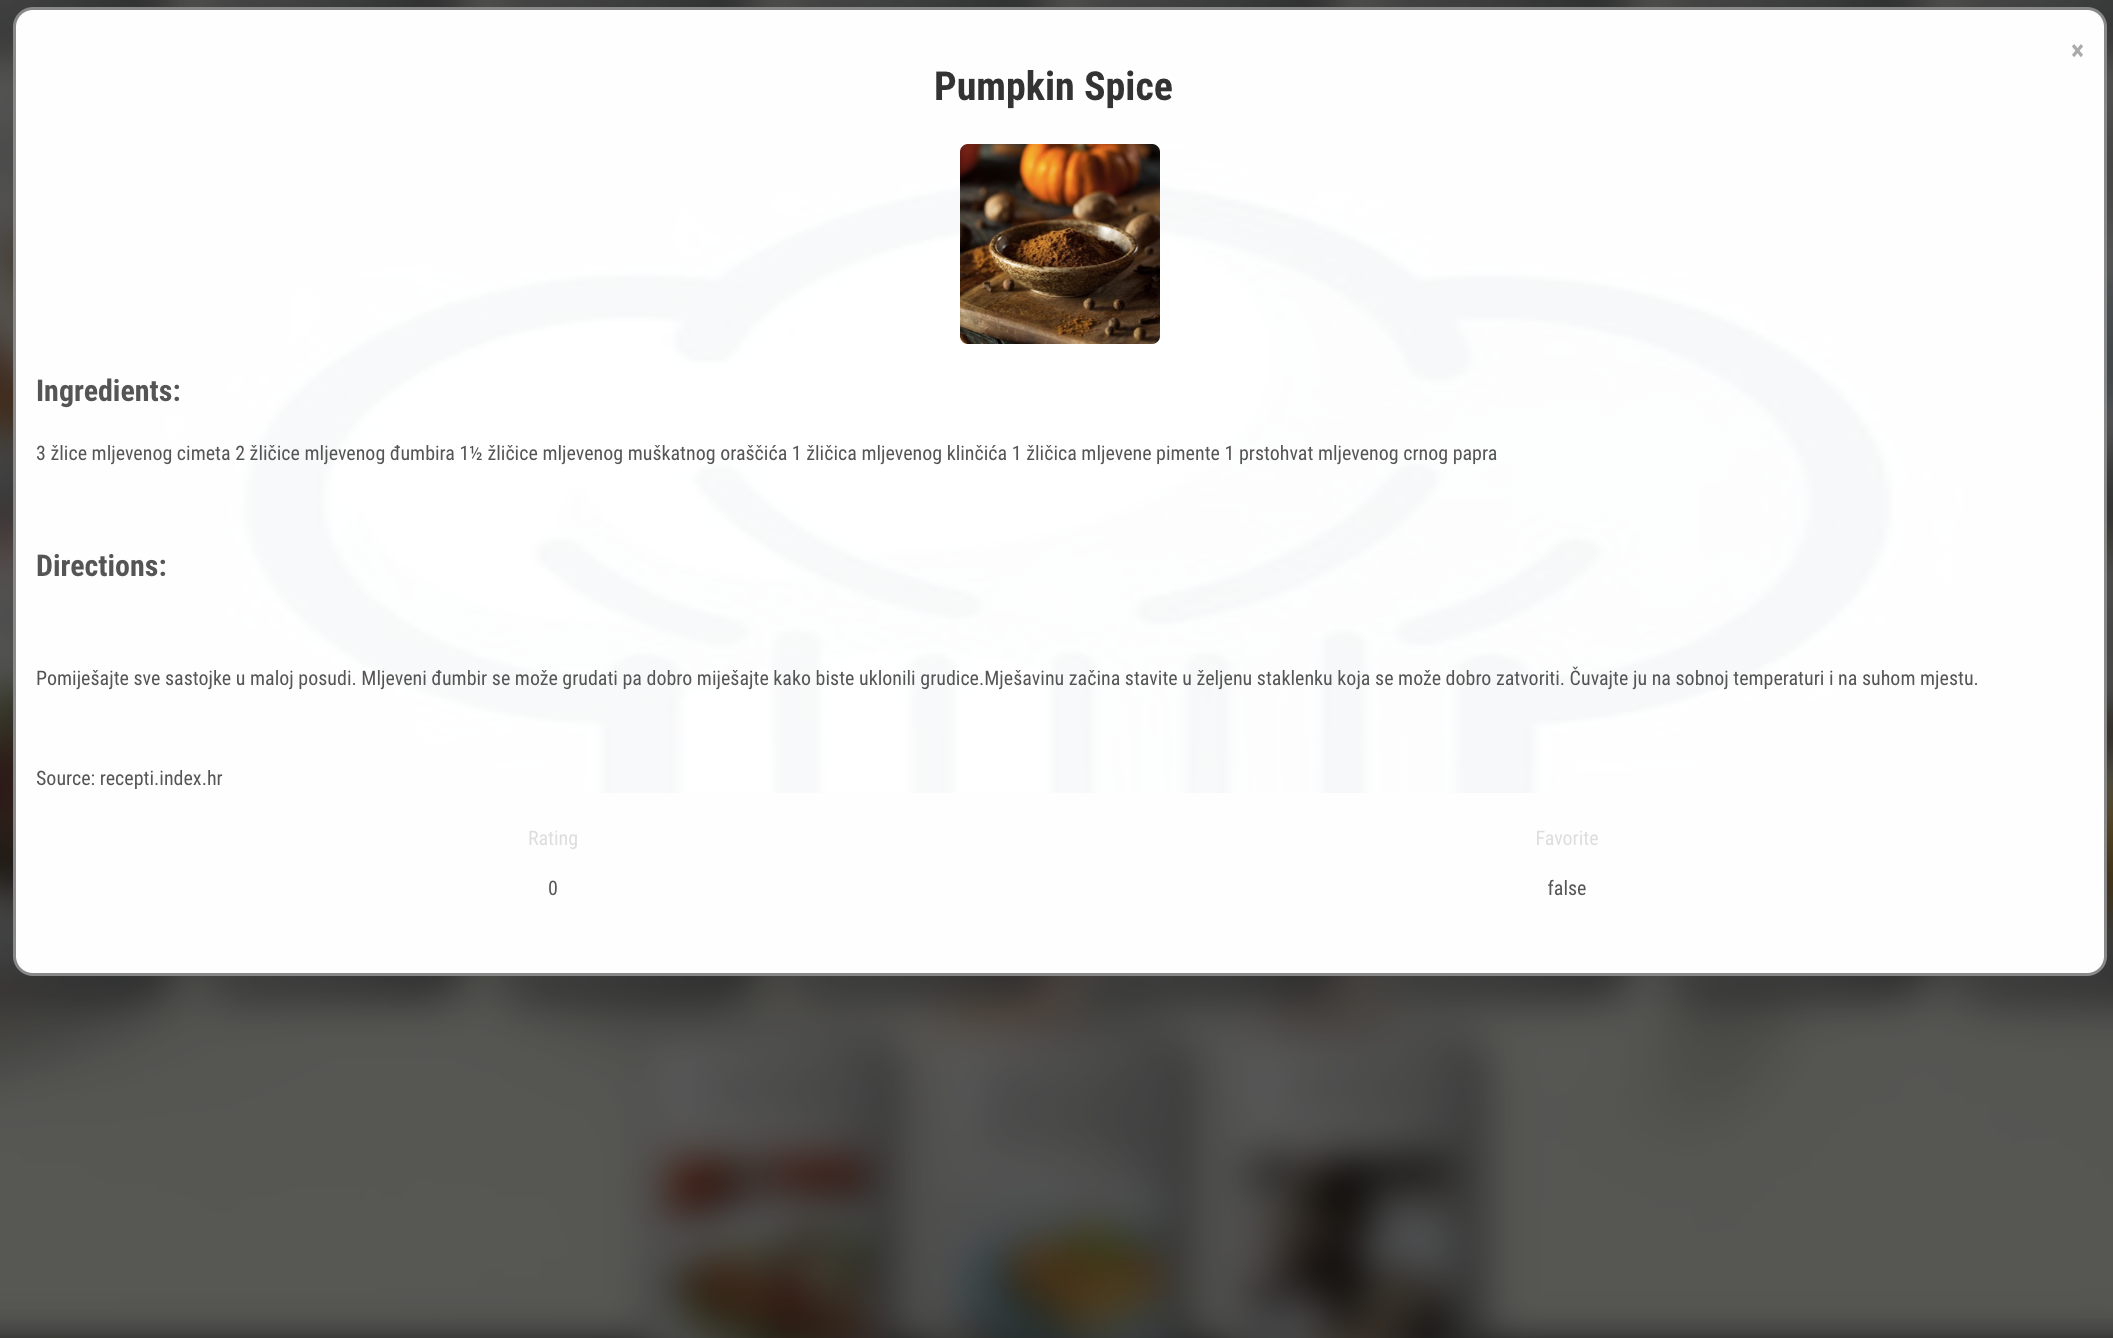 ×
Pumpkin Spice
Ingredients:
3 žlice mljevenog cimeta 2 žličice mljevenog đumbira 1½ žličice mljevenog muškatnog oraščića 1 žličica mljevenog klinčića 1 žličica mljevene pimente 1 prstohvat mljevenog crnog papra
Directions:
Pomiješajte sve sastojke u maloj posudi. Mljeveni đumbir se može grudati pa dobro miješajte kako biste uklonili grudice.Mješavinu začina stavite u željenu staklenku koja se može dobro zatvoriti. Čuvajte ju na sobnoj temperaturi i na suhom mjestu.
Source: recepti.index.hr
Rating Favorite
0 false